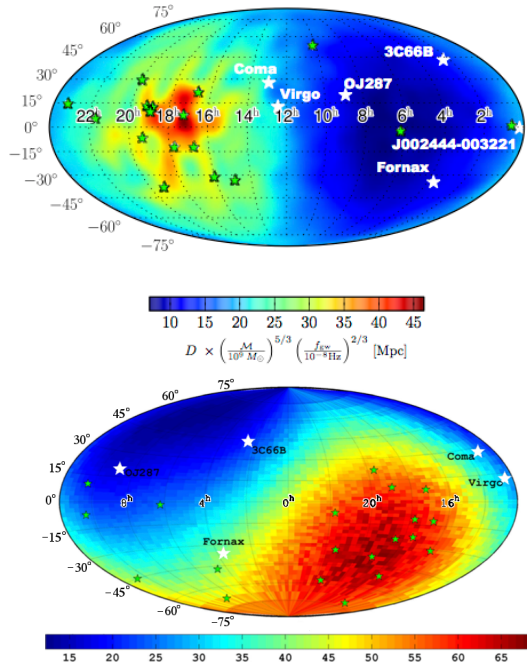 75°
60°
45°
30°
15°
0°
−15°
−30°
−45°
−60°
−75°
22h 20h 18h 16h 14h 12h 10h 8h 6h 4h 2h
3C66B
Coma
OJ287
Virgo
J002444-003221
Fornax
10 15 20 25 30 35 40 45
D × (M/10^9 M⊙)^5/3 (f_gw/10^−8Hz)^2/3 [Mpc]
75°
60°
45°
30°
15°
0°
-15°
-30°
-45°
-60°
-75°
8h 4h 0h 20h 16h
3C66B
OJ287
Coma
Virgo
Fornax
15 20 25 30 35 40 45 50 55 60 65